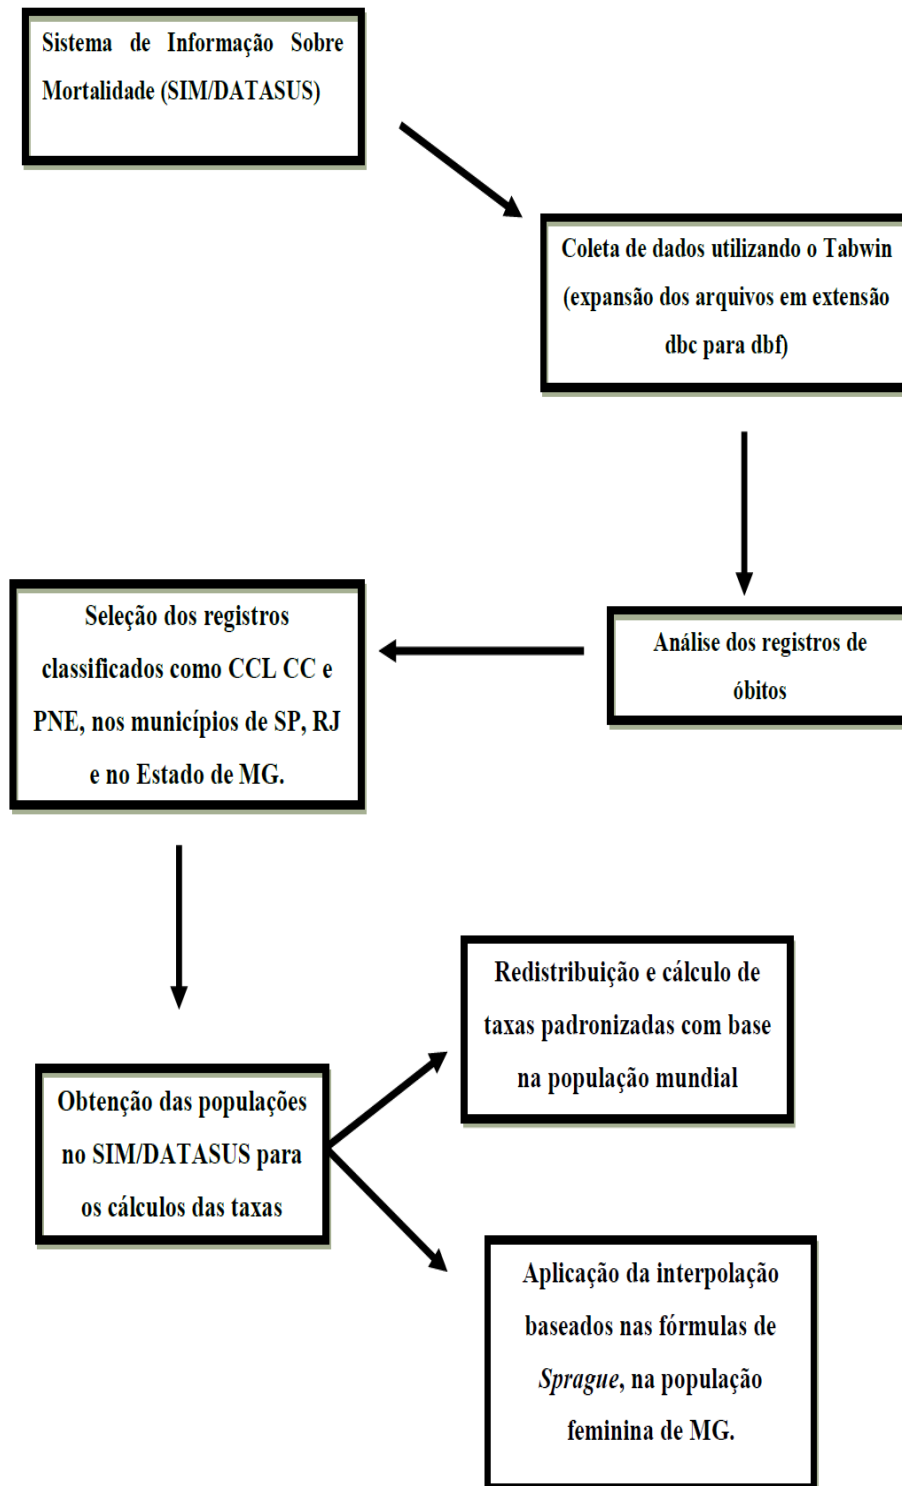 Sistema de Informação Sobre
Mortalidade (SIM/DATASUS)
Coleta de dados utilizando o Tabwin
(expansão dos arquivos em extensão
dbc para dbf)
Análise dos registros de
óbitos
Seleção dos registros
classificados como CCL CC e
PNE, nos municípios de SP, RJ
e no Estado de MG.
Obtenção das populações
no SIM/DATASUS para
os cálculos das taxas
Redistribuição e cálculo de
taxas padronizadas com base
na população mundial
Aplicação da interpolação
baseados nas fórmulas de
Sprague, na população
feminina de MG.